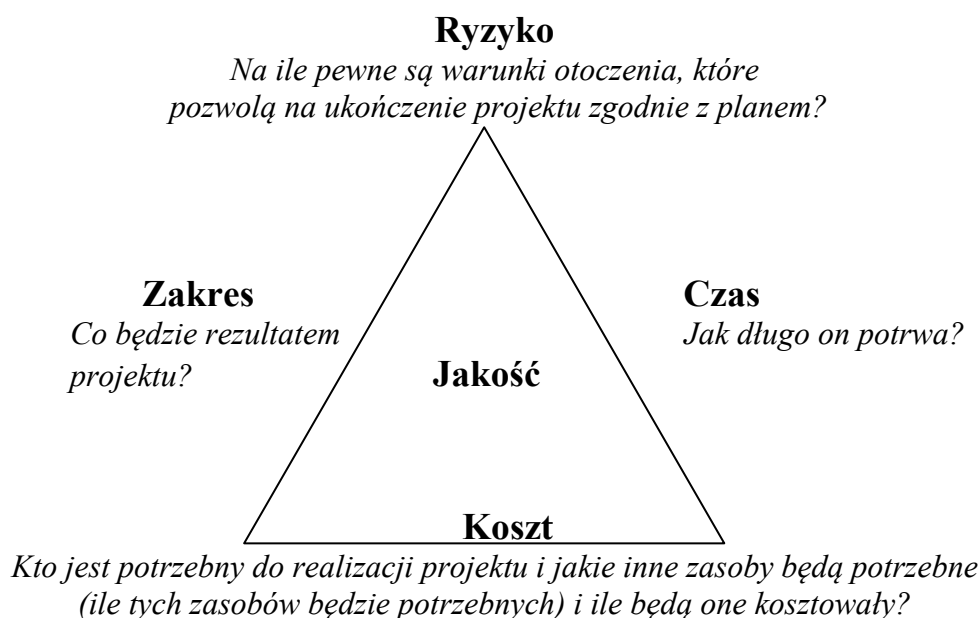 Ryzyko
Na ile pewne są warunki otoczenia, które
pozwolą na ukończenie projektu zgodnie z planem?
Zakres
Co będzie rezultatem
projektu?
Czas
Jak długo on potrwa?
Jakość
Koszt
Kto jest potrzebny do realizacji projektu i jakie inne zasoby będą potrzebne
(ile tych zasobów będzie potrzebnych) i ile będą one kosztowały?